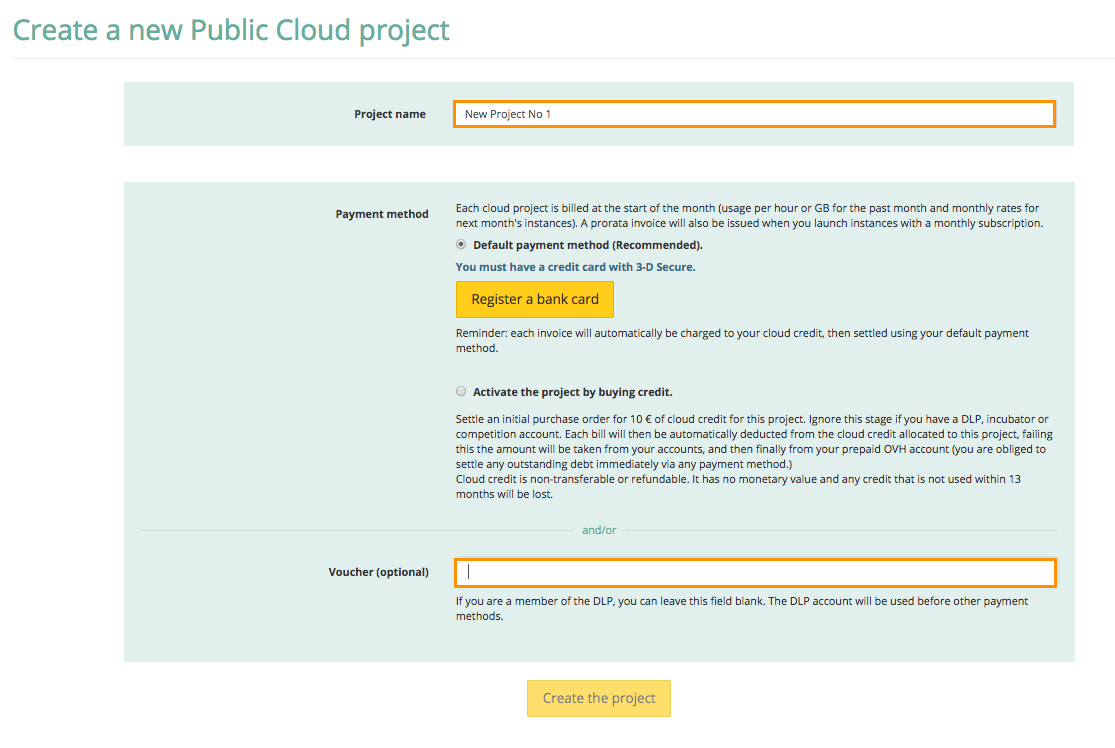 Create a new Public Cloud project
Project name
New Project No 1
Payment method
Each cloud project is billed at the start of the month (usage per hour or GB for the past month and monthly rates for
next month's instances). A prorata invoice will also be issued when you launch instances with a monthly subscription.
Default payment method (Recommended).
You must have a credit card with 3-D Secure.
Register a bank card
Reminder: each invoice will automatically be charged to your cloud credit, then settled using your default payment
method.
Activate the project by buying credit.
Settle an initial purchase order for 10 € of cloud credit for this project. Ignore this stage if you have a DLP, incubator or
competition account. Each bill will then be automatically deducted from the cloud credit allocated to this project, failing
this the amount will be taken from your accounts, and then finally from your prepaid OVH account (you are obliged to
settle any outstanding debt immediately via any payment method.)
Cloud credit is non-transferable or refundable. It has no monetary value and any credit that is not used within 13
months will be lost.
and/or
Voucher (optional)
If you are a member of the DLP, you can leave this field blank. The DLP account will be used before other payment
methods.
Create the project